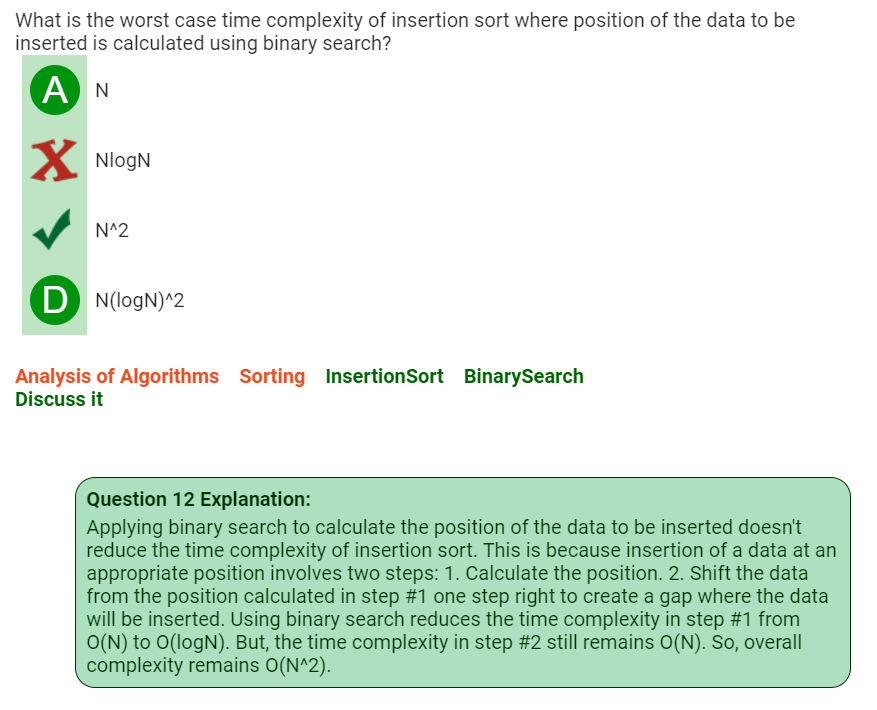 What is the worst case time complexity of insertion sort where position of the data to be
inserted is calculated using binary search?
A N
X NlogN
N^2
D N(logN)^2
Analysis of Algorithms Sorting InsertionSort BinarySearch
Discuss it
Question 12 Explanation:
Applying binary search to calculate the position of the data to be inserted doesn't
reduce the time complexity of insertion sort. This is because insertion of a data at an
appropriate position involves two steps: 1. Calculate the position. 2. Shift the data
from the position calculated in step #1 one step right to create a gap where the data
will be inserted. Using binary search reduces the time complexity in step #1 from
O(N) to O(logN). But, the time complexity in step #2 still remains O(N). So, overall
complexity remains O(N^2).